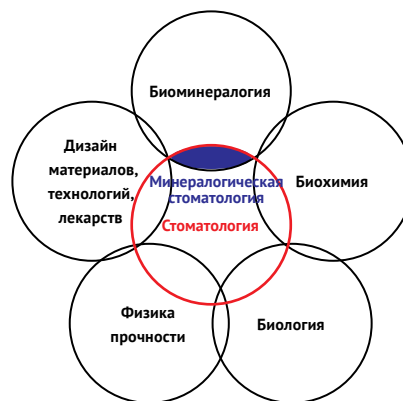 Биоминералогия
Дизайн
материалов,
технологий,
лекарств
Минералогическая
стоматология
Биохимия
Стоматология
Физика
прочности
Биология